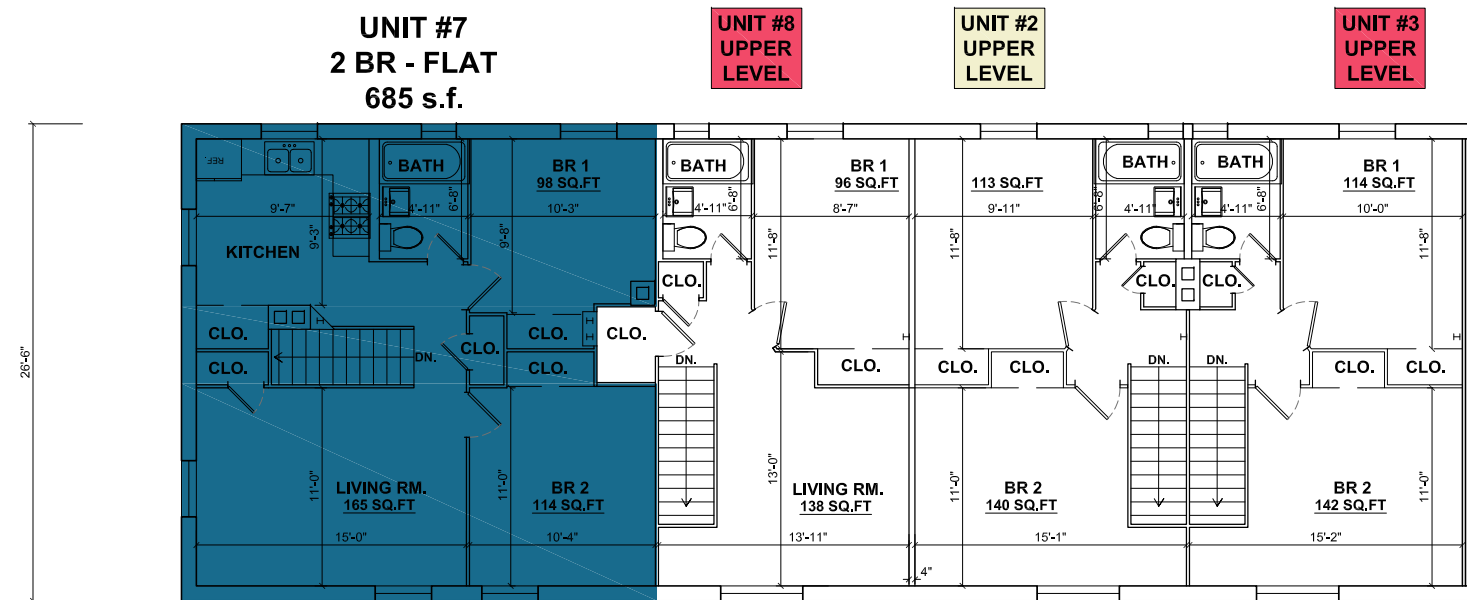 UNIT #7
2 BR - FLAT
685 s.f.
UNIT #8
UPPER
LEVEL
UNIT #2
UPPER
LEVEL
UNIT #3
UPPER
LEVEL
26'-6"
REF.
BATH
BR 1
98 SQ.FT
9'-7"
4'-11"
6'-8"
10'-3"
9'-3"
9'-8"
KITCHEN
CLO.
CLO.
DN.
CLO.
CLO.
CLO.
CLO.
LIVING RM.
165 SQ.FT
11'-0"
15'-0"
BR 2
114 SQ.FT
11'-0"
10'-4"
BATH
4'-11"
6'-8"
BR 1
96 SQ.FT
8'-7"
11'-8"
CLO.
DN.
CLO.
13'-0"
LIVING RM.
138 SQ.FT
13'-11"
4"
113 SQ.FT
9'-11"
11'-8"
BATH
6'-8"
4'-11"
CLO.
CLO.
CLO.
DN.
11'-0"
BR 2
140 SQ.FT
15'-1"
BATH
4'-11"
6'-8"
BR 1
114 SQ.FT
10'-0"
11'-8"
CLO.
DN.
CLO.
CLO.
BR 2
142 SQ.FT
11'-0"
15'-2"